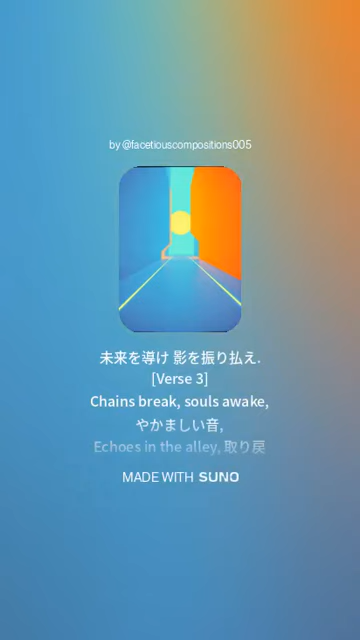 by @facetiouscompositions005
未来を導け 影を振り払え.
[Verse 3]
Chains break, souls awake,
やかましい音,
Echoes in the alley, 取り戻
MADE WITH SUNO